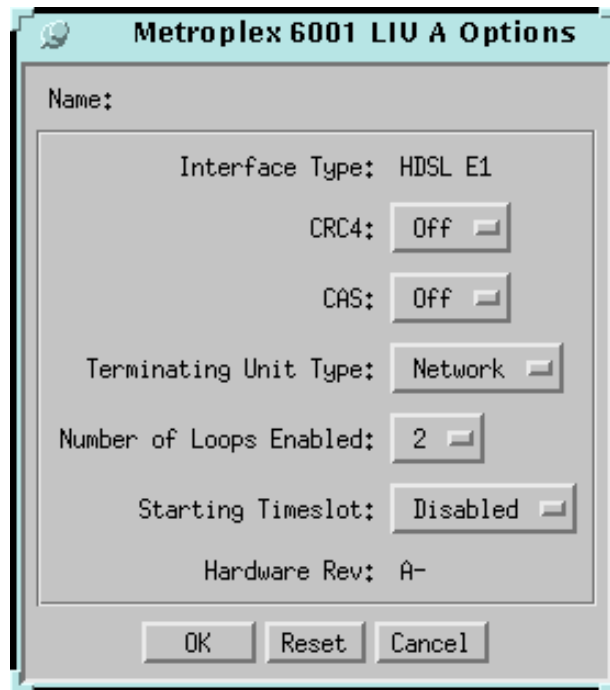 Metroplex 6001 LIU A Options
Name:
Interface Type: HDSL E1
CRC4: Off
CAS: Off
Terminating Unit Type: Network
Number of Loops Enabled: 2
Starting Timeslot: Disabled
Hardware Rev: A-
OK Reset Cancel